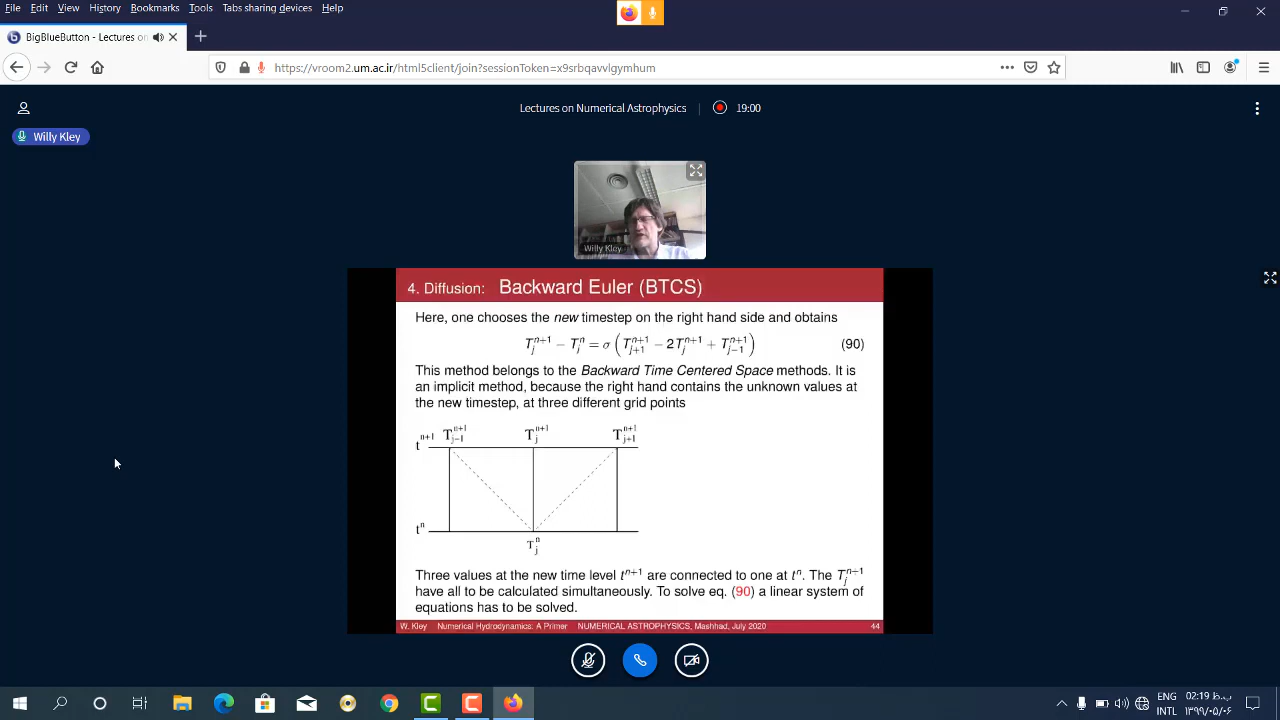 File Edit View History Bookmarks Tools Tabs sharing devices Help
BigBlueButton - Lectures on
https://vroom2.um.ac.ir/html5client/join?sessionToken=x9srbqavvlgymhum
Lectures on Numerical Astrophysics 19:00
Willy Kley
Willy Kley
4. Diffusion: Backward Euler (BTCS)
Here, one chooses the new timestep on the right hand side and obtains
T_j^{n+1} − T_j^n = σ ( T_{j+1}^{n+1} − 2T_j^{n+1} + T_{j−1}^{n+1} ) (90)
This method belongs to the Backward Time Centered Space methods. It is
an implicit method, because the right hand contains the unknown values at
the new timestep, at three different grid points
t^{n+1} T_{j−1}^{n+1} T_j^{n+1} T_{j+1}^{n+1}
t^n
T_j^n
Three values at the new time level t^{n+1} are connected to one at t^n. The T_j^{n+1}
have all to be calculated simultaneously. To solve eq. (90) a linear system of
equations has to be solved.
W. Kley Numerical Hydrodynamics: A Primer NUMERICAL ASTROPHYSICS, Mashhad, July 2020 44
ENG 02:19 ب.ظ
INTL ۱۳۹۹/۰۵/۰۶